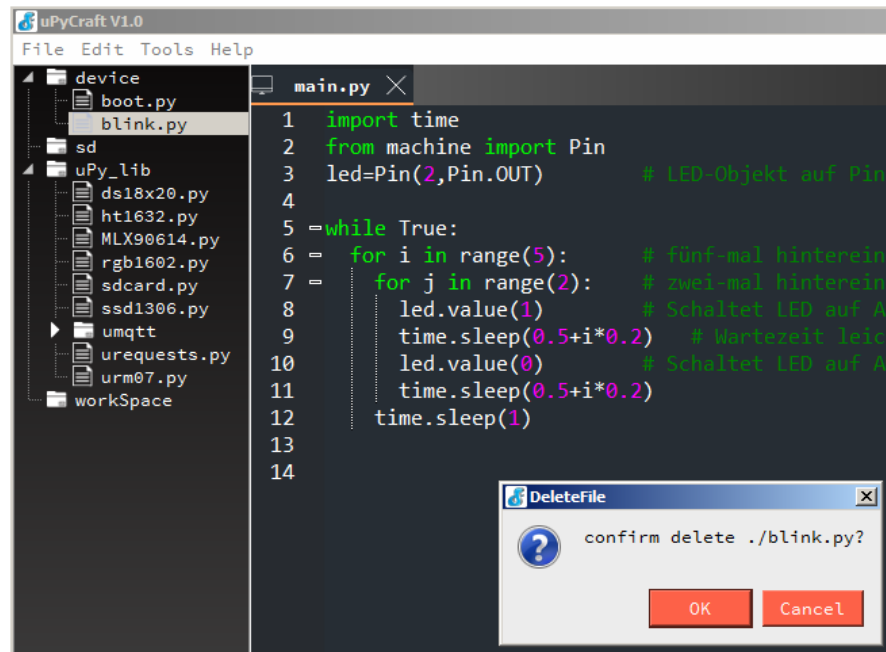 uPyCraft V1.0
File Edit Tools Help
device
boot.py
blink.py
sd
uPy_lib
ds18x20.py
ht1632.py
MLX90614.py
rgb1602.py
sdcard.py
ssd1306.py
umqtt
urequests.py
urm07.py
workSpace
main.py
1 import time
2 from machine import Pin
3 led=Pin(2,Pin.OUT) # LED-Objekt auf Pin
4
5 while True:
6 for i in range(5): # fünf-mal hinterein
7 for j in range(2): # zwei-mal hinterein
8 led.value(1) # Schaltet LED auf A
9 time.sleep(0.5+i*0.2) # Wartezeit leic
10 led.value(0) # Schaltet LED auf A
11 time.sleep(0.5+i*0.2)
12 time.sleep(1)
13
14
DeleteFile
confirm delete ./blink.py?
OK Cancel